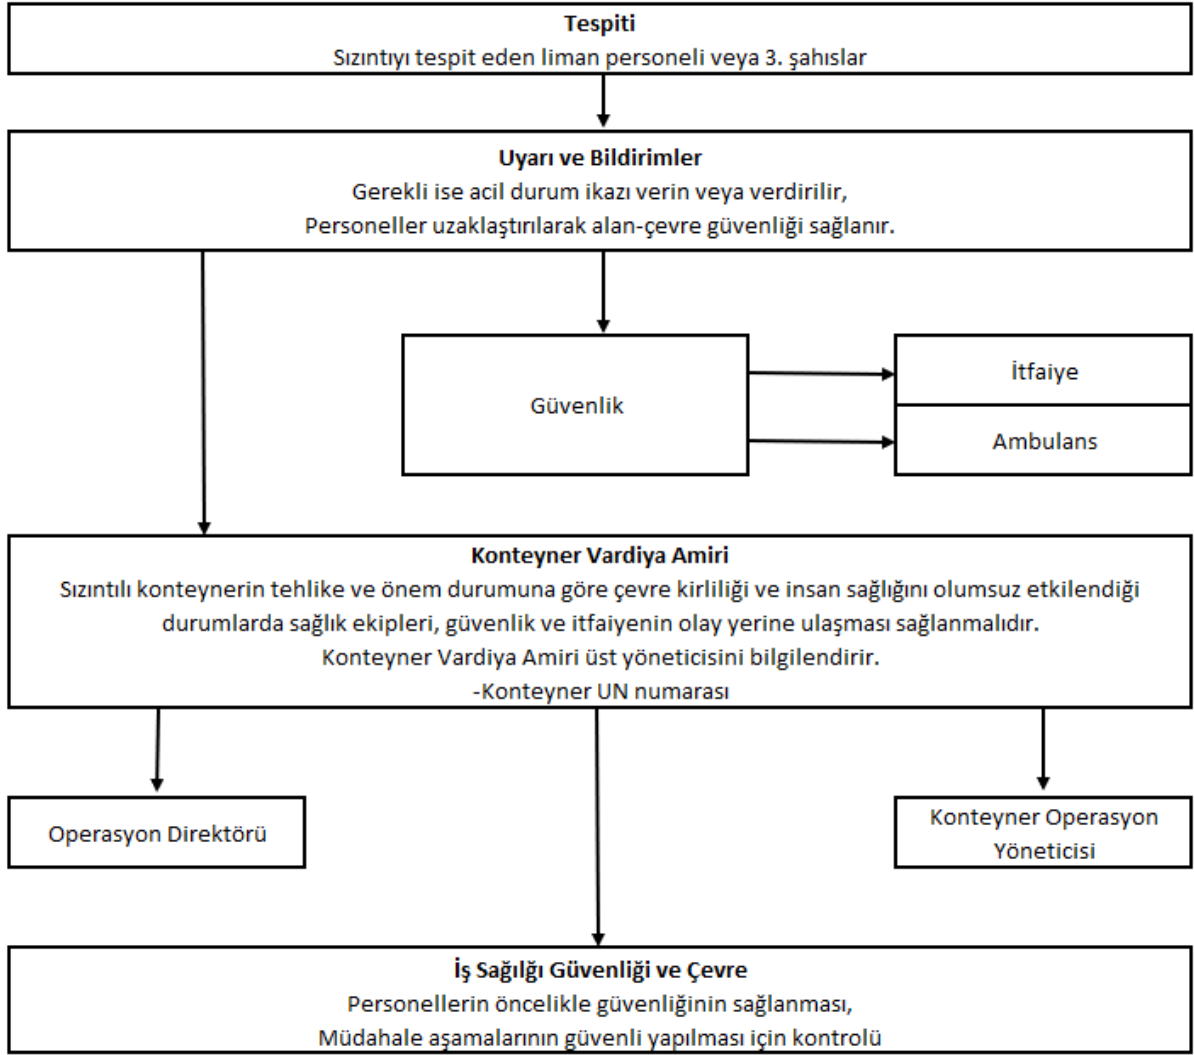 Tespiti
Sızıntıyı tespit eden liman personeli veya 3. şahıslar
Uyarı ve Bildirimler
Gerekli ise acil durum ikazı verin veya verdirilir,
Personeller uzaklaştırılarak alan-çevre güvenliği sağlanır.
Güvenlik
İtfaiye
Ambulans
Konteyner Vardiya Amiri
Sızıntılı konteynerin tehlike ve önem durumuna göre çevre kirliliği ve insan sağlığını olumsuz etkilendiği
durumlarda sağlık ekipleri, güvenlik ve itfaiyenin olay yerine ulaşması sağlanmalıdır.
Konteyner Vardiya Amiri üst yöneticisini bilgilendirir.
-Konteyner UN numarası
Operasyon Direktörü
Konteyner Operasyon
Yöneticisi
İş Sağılğı Güvenliği ve Çevre
Personellerin öncelikle güvenliğinin sağlanması,
Müdahale aşamalarının güvenli yapılması için kontrolü